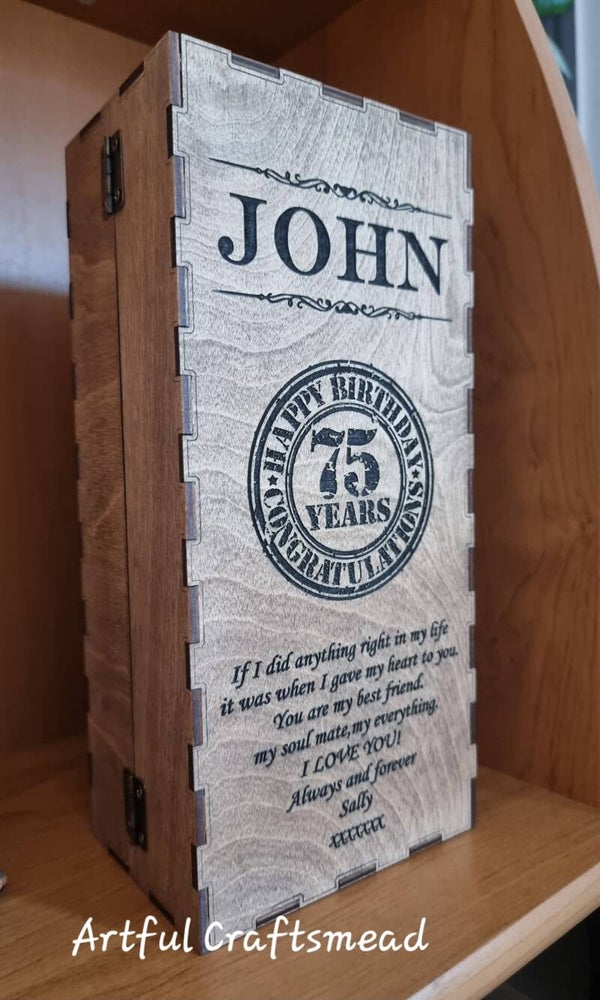 JOHN
HAPPY BIRTHDAY
75
YEARS
CONGRATULATIONS
If I did anything right in my life
it was when I gave my heart to you.
You are my best friend.
my soul mate,my everything.
I LOVE YOU!
Always and forever
Sally
xxxxxxx
Artful Craftsmead